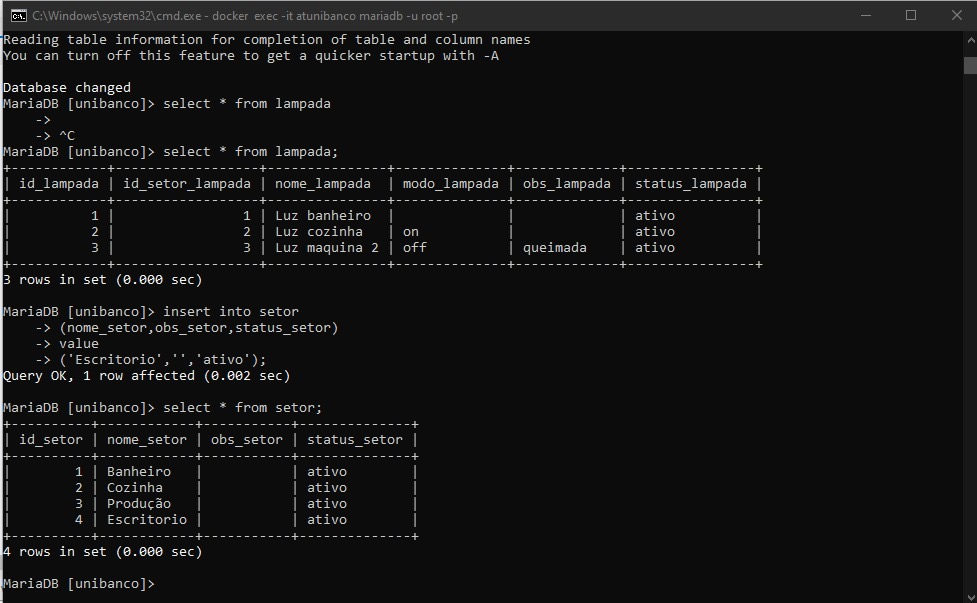 C:\Windows\system32\cmd.exe - docker  exec -it atunibanco mariadb -u root -p
Reading table information for completion of table and column names
You can turn off this feature to get a quicker startup with -A
Database changed
MariaDB [unibanco]> select * from lampada
    ->
    -> ^C
MariaDB [unibanco]> select * from lampada;
+------------+------------------+---------------+--------------+-------------+----------------+
| id_lampada | id_setor_lampada | nome_lampada  | modo_lampada | obs_lampada | status_lampada |
+------------+------------------+---------------+--------------+-------------+----------------+
|          1 |                1 | Luz banheiro  |              |             | ativo          |
|          2 |                2 | Luz cozinha   | on           |             | ativo          |
|          3 |                3 | Luz maquina 2 | off          | queimada    | ativo          |
+------------+------------------+---------------+--------------+-------------+----------------+
3 rows in set (0.000 sec)
MariaDB [unibanco]> insert into setor
    -> (nome_setor,obs_setor,status_setor)
    -> value
    -> ('Escritorio','','ativo');
Query OK, 1 row affected (0.002 sec)
MariaDB [unibanco]> select * from setor;
+----------+------------+-----------+--------------+
| id_setor | nome_setor | obs_setor | status_setor |
+----------+------------+-----------+--------------+
|        1 | Banheiro   |           | ativo        |
|        2 | Cozinha    |           | ativo        |
|        3 | Produção   |           | ativo        |
|        4 | Escritorio |           | ativo        |
+----------+------------+-----------+--------------+
4 rows in set (0.000 sec)
MariaDB [unibanco]>